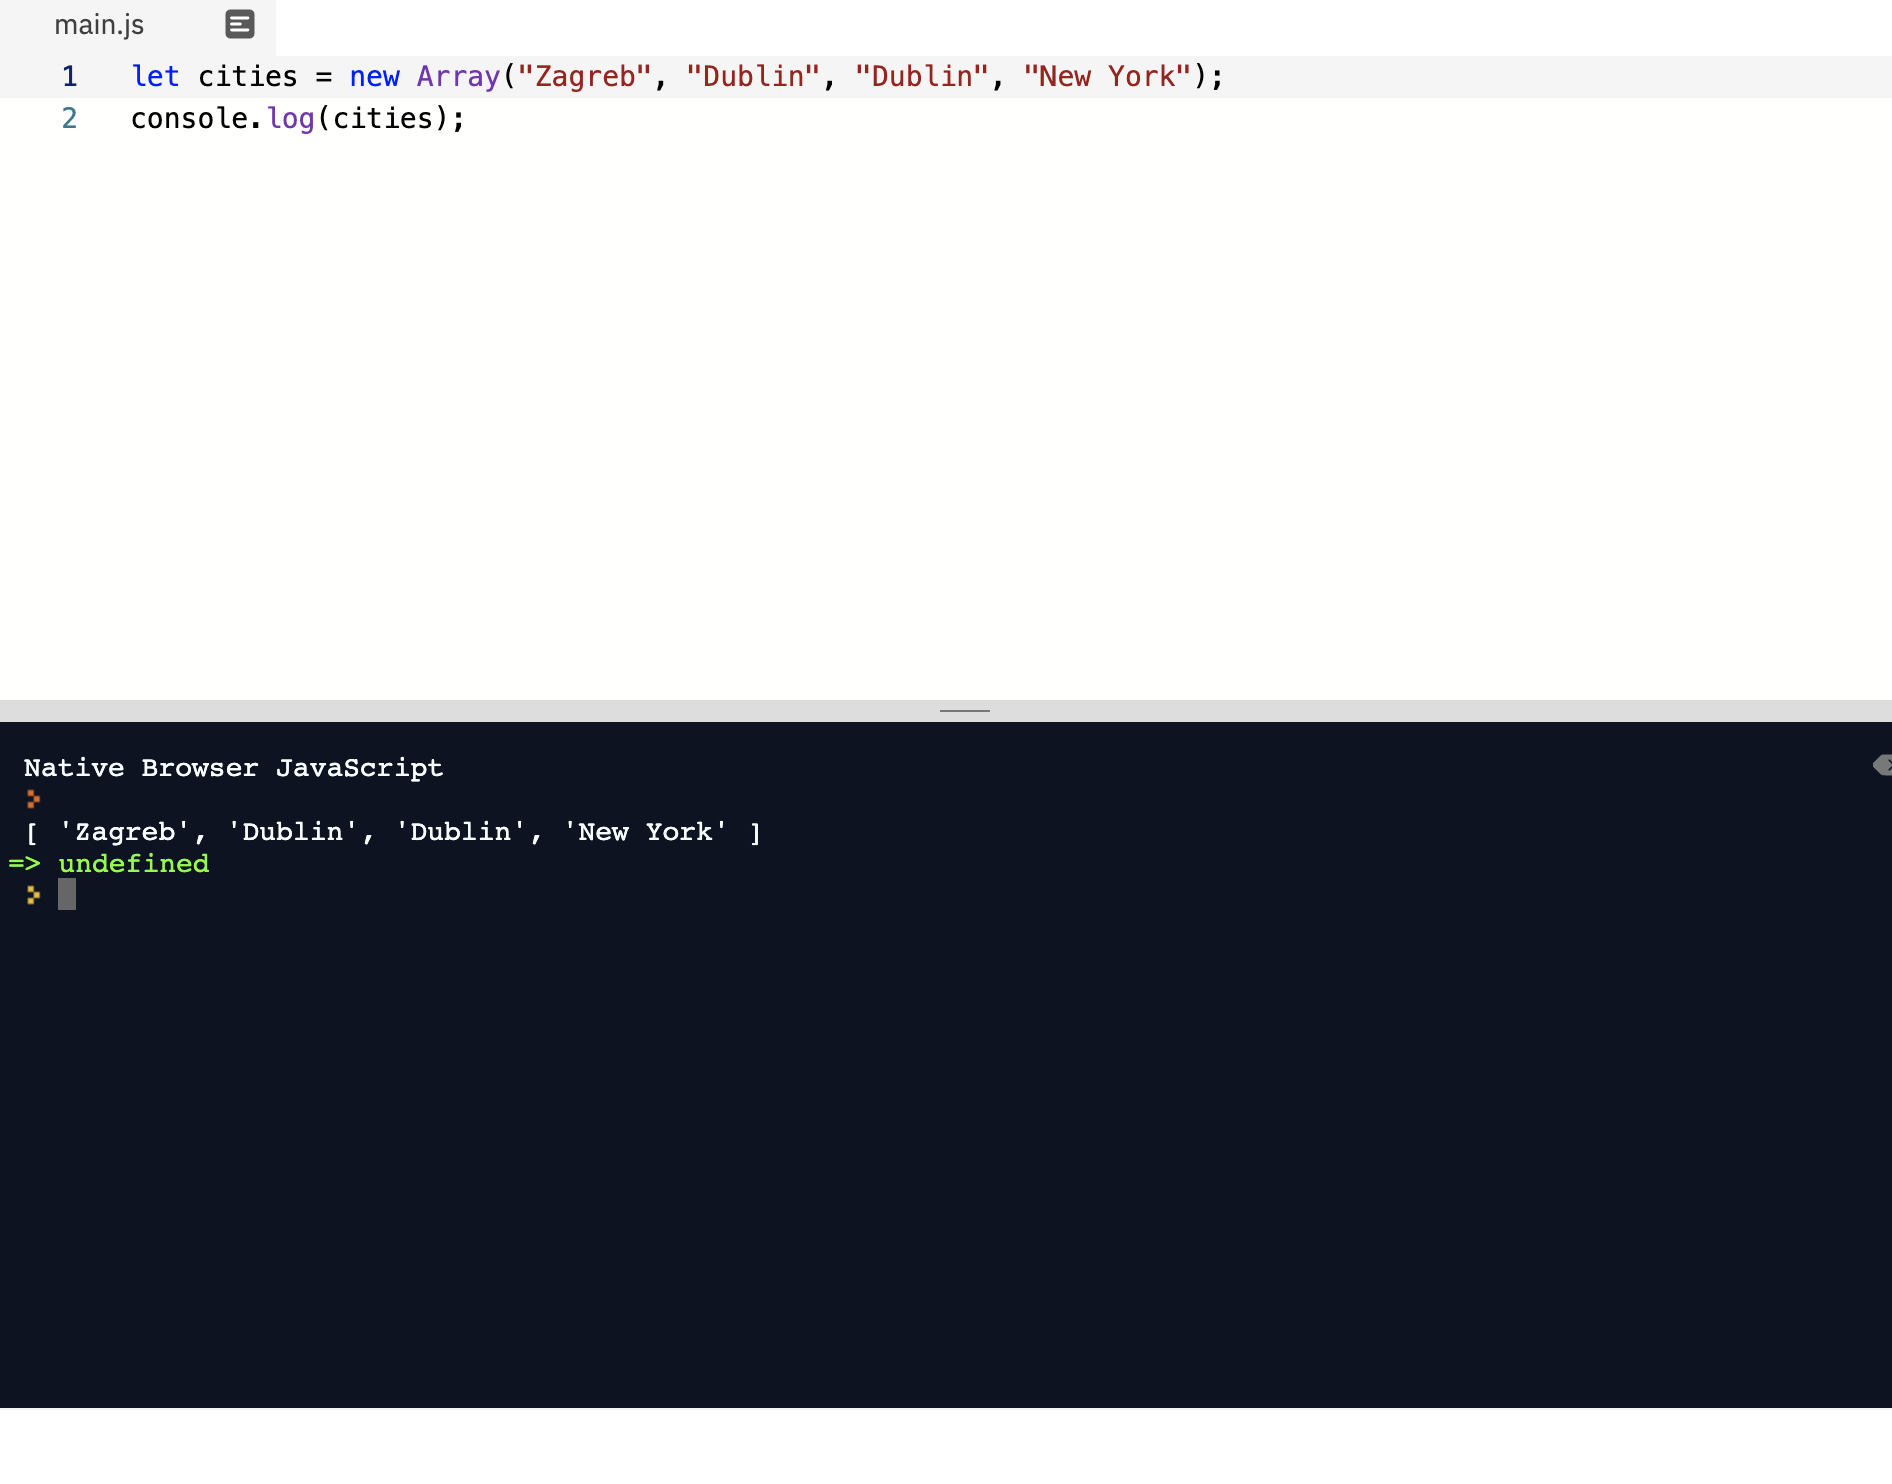 main.js
1 let cities = new Array("Zagreb", "Dublin", "Dublin", "New York");
2 console.log(cities);
Native Browser JavaScript
[ 'Zagreb', 'Dublin', 'Dublin', 'New York' ]
=> undefined